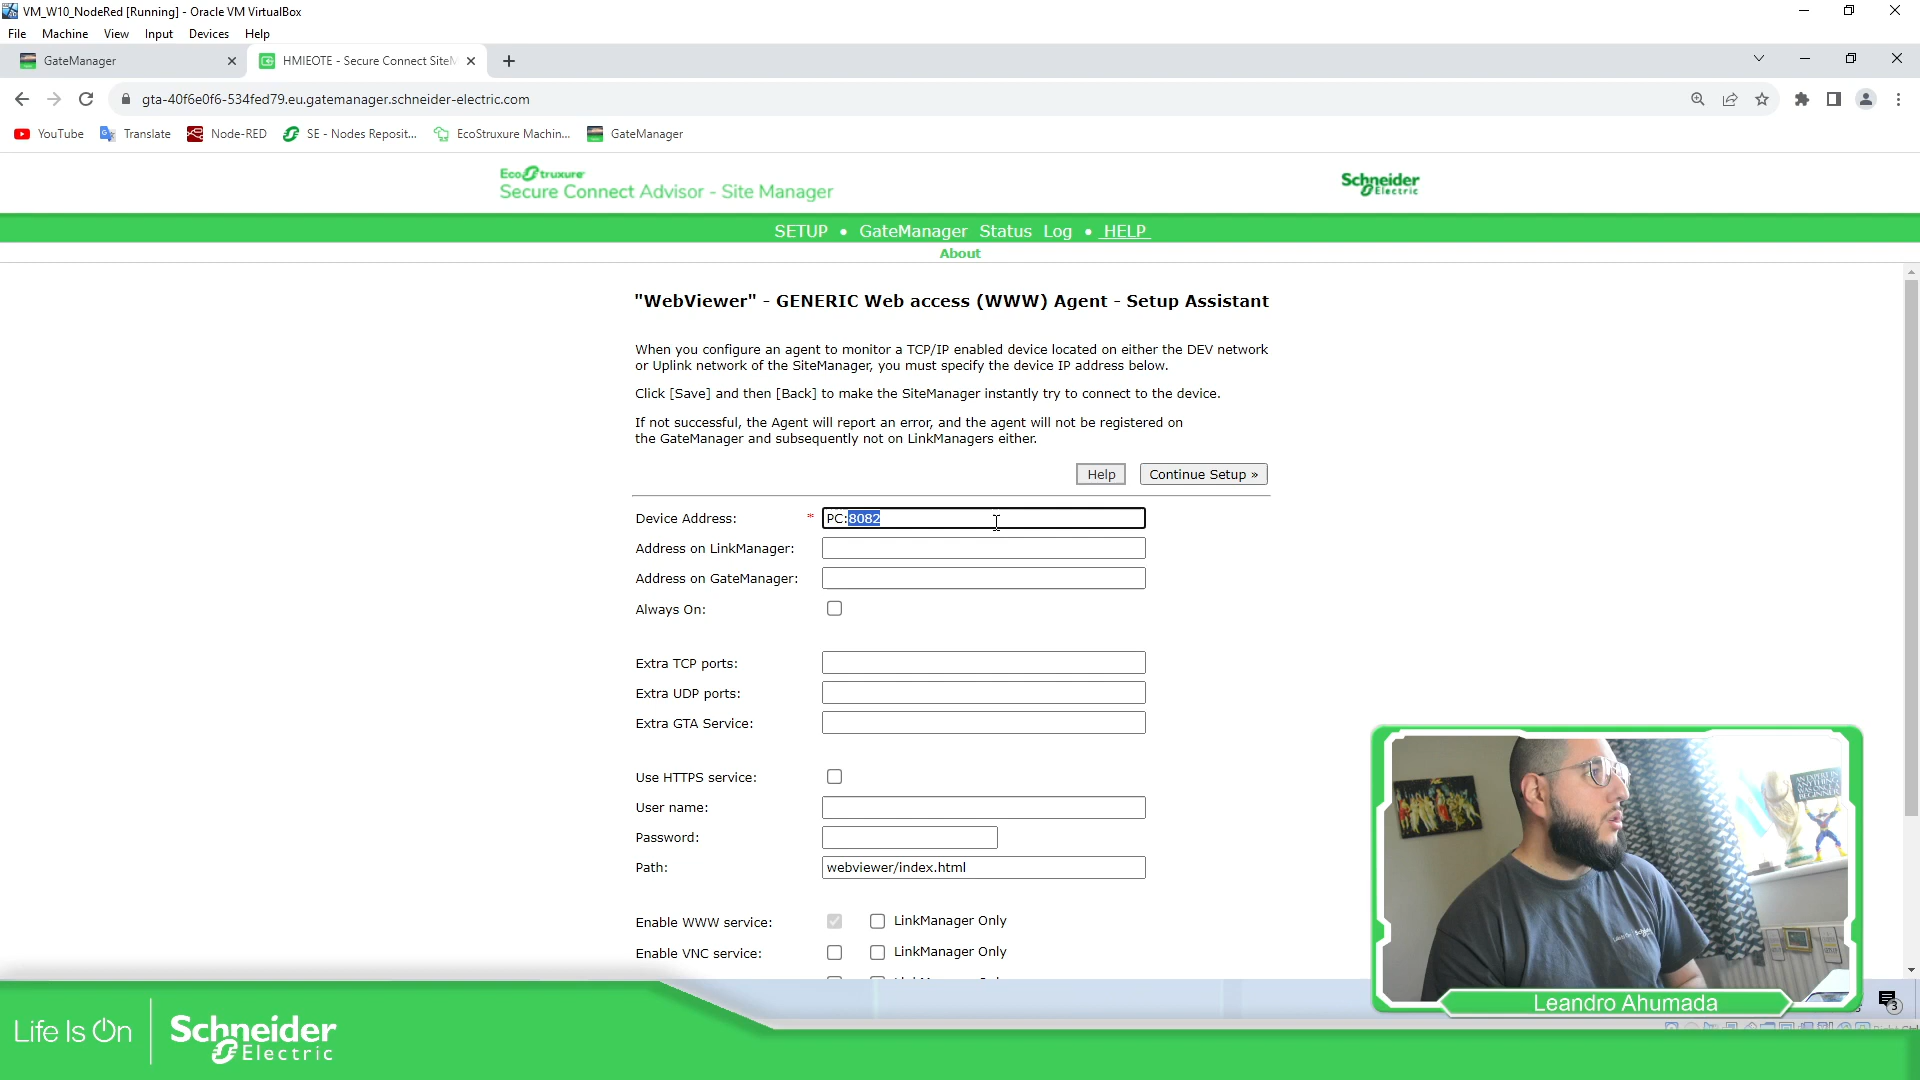 VM_W10_NodeRed [Running] - Oracle VM VirtualBox
File Machine View Input Devices Help
GateManager
HMIEOTE - Secure Connect SiteM
gta-40f6e0f6-534fed79.eu.gatemanager.schneider-electric.com
YouTube Translate Node-RED SE - Nodes Reposit... EcoStruxure Machin... GateManager
EcoStruxure
Secure Connect Advisor - Site Manager
Schneider Electric
SETUP • GateManager Status Log • HELP
About
"WebViewer" - GENERIC Web access (WWW) Agent - Setup Assistant
When you configure an agent to monitor a TCP/IP enabled device located on either the DEV network
or Uplink network of the SiteManager, you must specify the device IP address below.
Click [Save] and then [Back] to make the SiteManager instantly try to connect to the device.
If not successful, the Agent will report an error, and the agent will not be registered on
the GateManager and subsequently not on LinkManagers either.
Help Continue Setup »
Device Address: * PC:8082
Address on LinkManager:
Address on GateManager:
Always On:
Extra TCP ports:
Extra UDP ports:
Extra GTA Service:
Use HTTPS service:
User name:
Password:
Path: webviewer/index.html
Enable WWW service: LinkManager Only
Enable VNC service: LinkManager Only
AN EXPERT IN
ANYTHING
WAS ONCE A
BEGINNER
Leandro Ahumada
3
Life Is On
Schneider
Electric